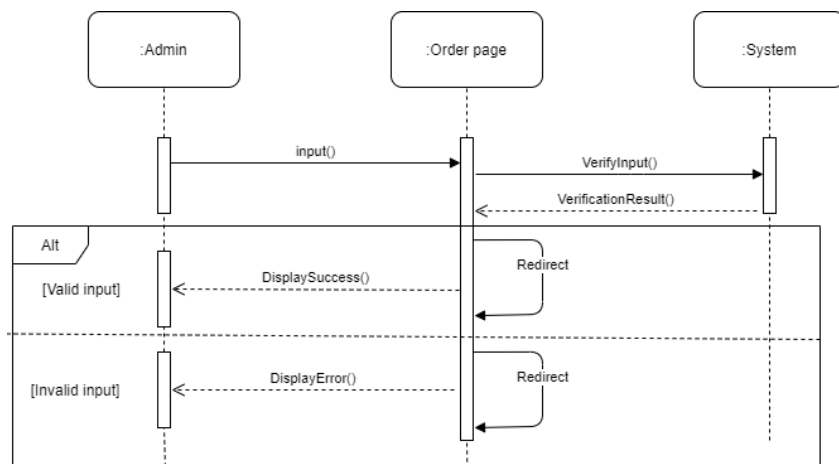 :Admin
:Order page
:System
input()
VerifyInput()
VerificationResult()
Alt
Redirect
DisplaySuccess()
[Valid input]
Redirect
DisplayError()
[Invalid input]